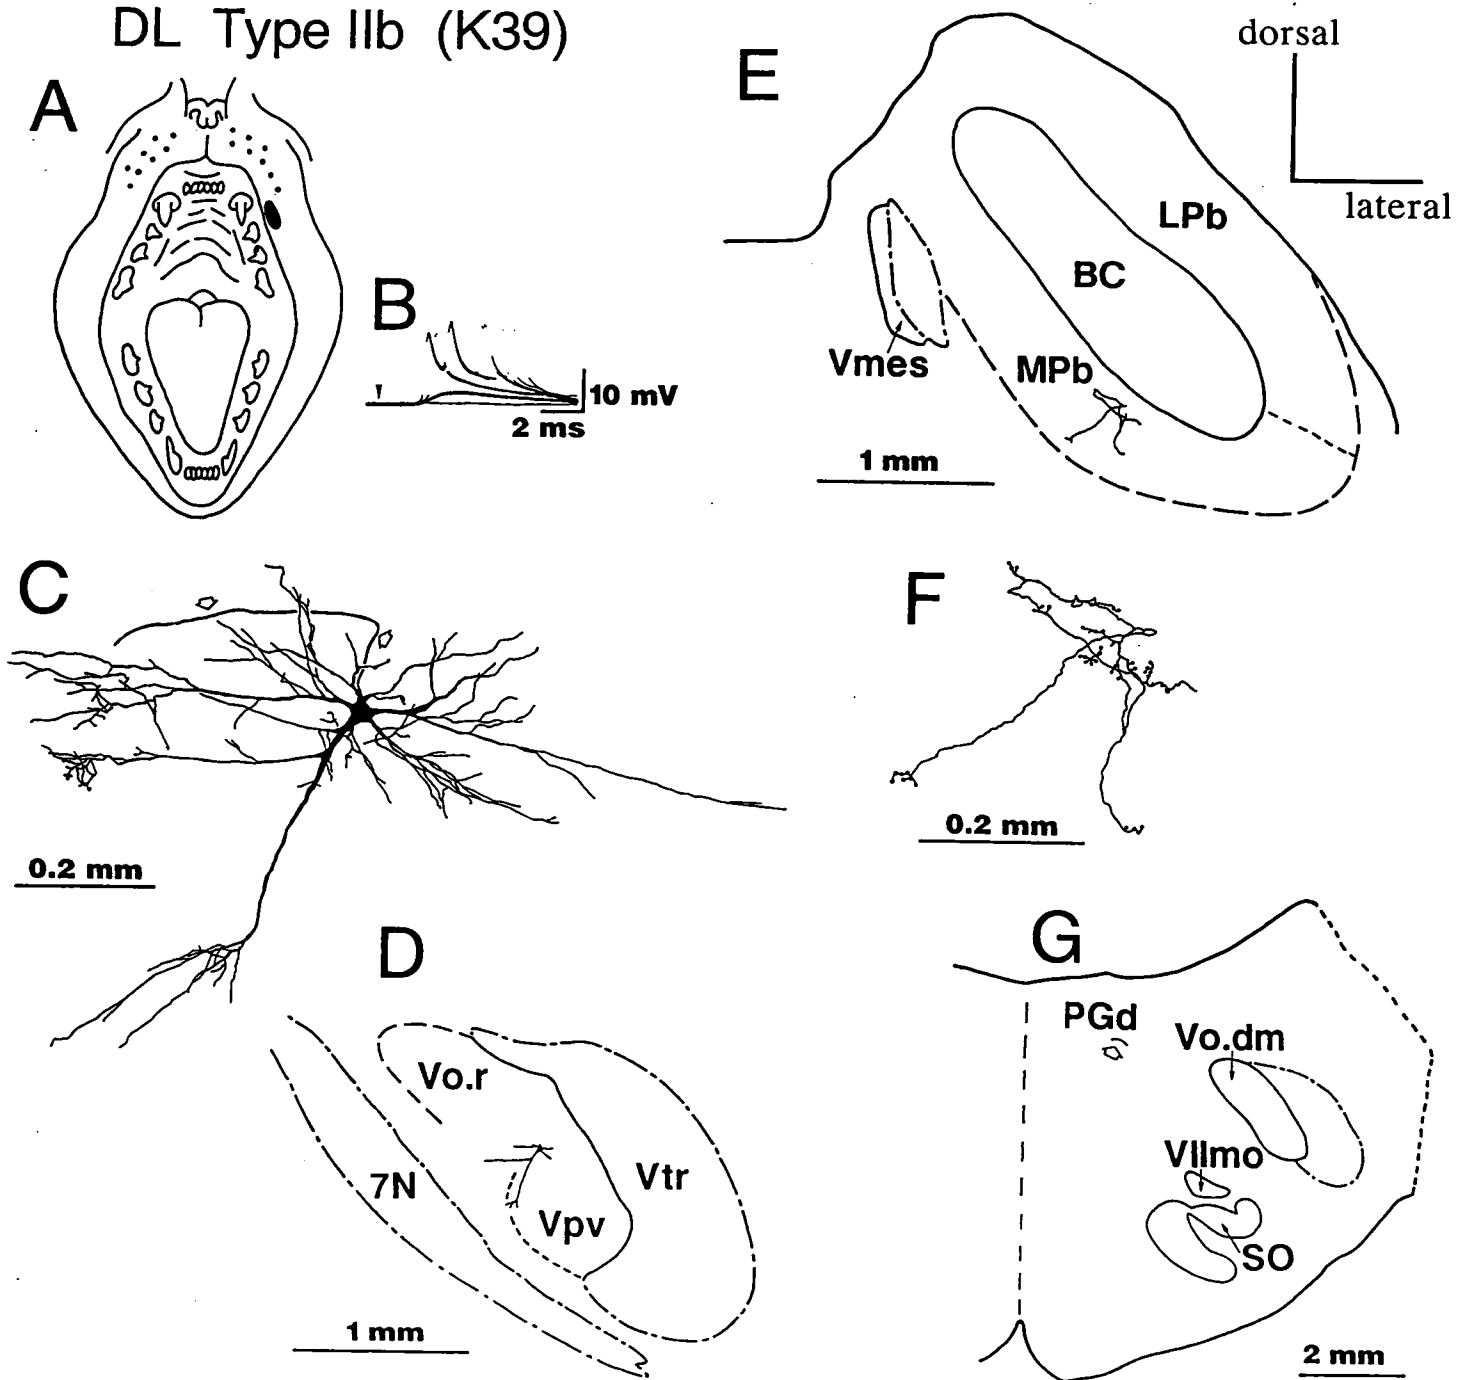 DL Type IIb (K39)
A
B
10 mV
2 ms
E
dorsal
lateral
LPb
BC
Vmes
MPb
1 mm
C
0.2 mm
F
0.2 mm
D
Vo.r
7N
Vtr
Vpv
1 mm
G
PGd
Vo.dm
VIImo
SO
2 mm